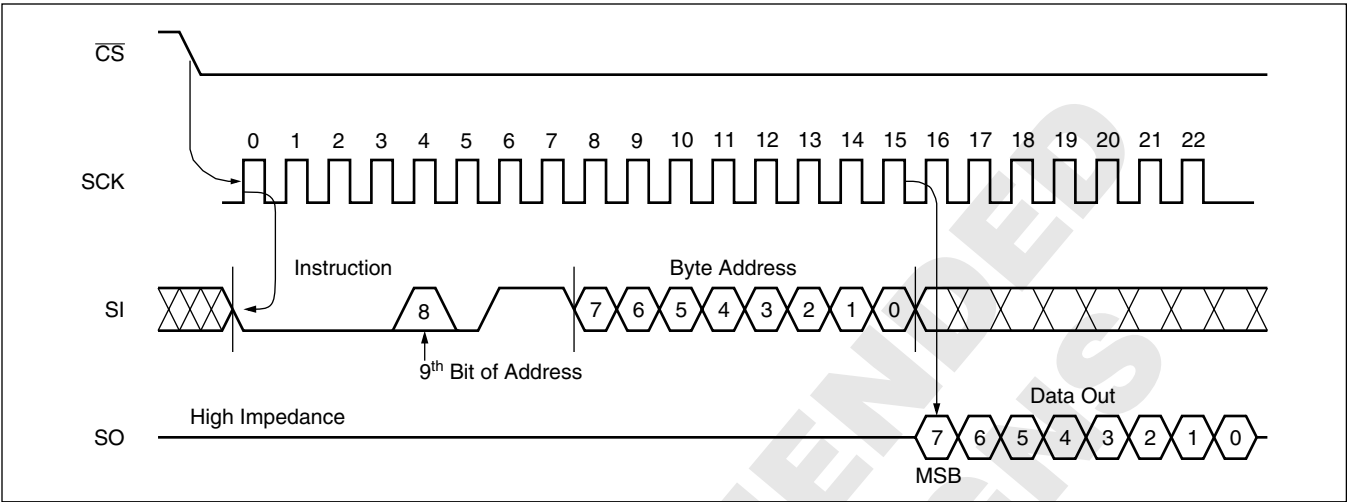 CS
0 1 2 3 4 5 6 7 8 9 10 11 12 13 14 15 16 17 18 19 20 21 22
SCK
Instruction
Byte Address
SI
8
7 6 5 4 3 2 1 0
9th Bit of Address
High Impedance
Data Out
SO
7 6 5 4 3 2 1 0
MSB